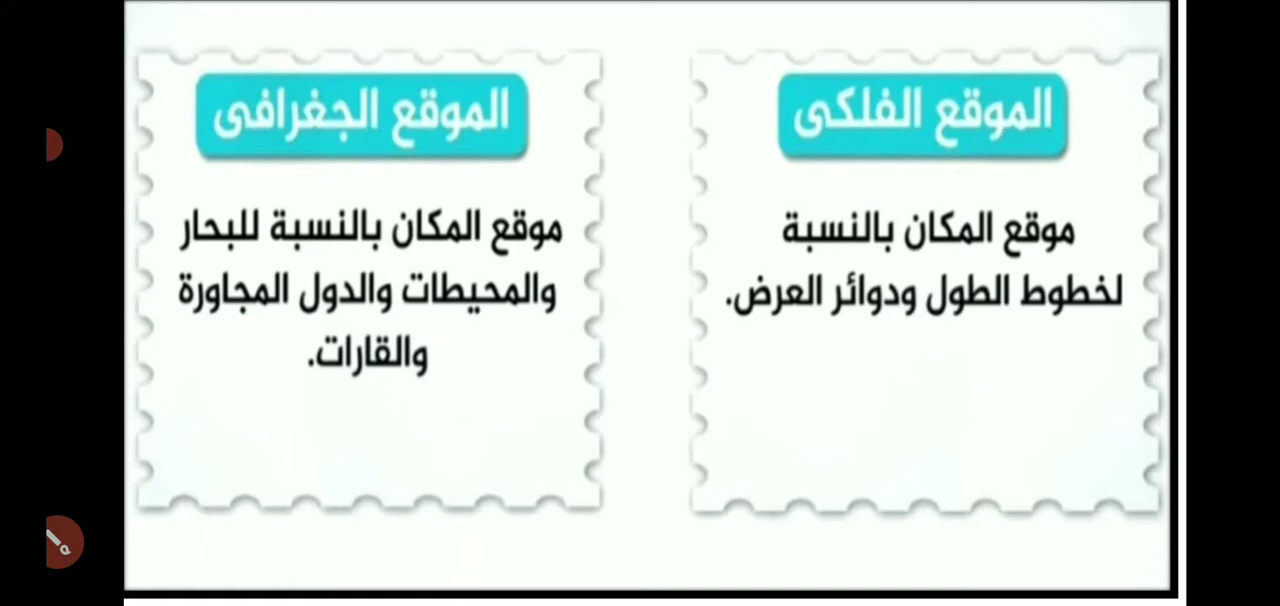 الموقع الفلكى
موقع المكان بالنسبة
لخطوط الطول ودوائر العرض.
الموقع الجغرافى
موقع المكان بالنسبة للبحار
والمحيطات والدول المجاورة
والقارات.